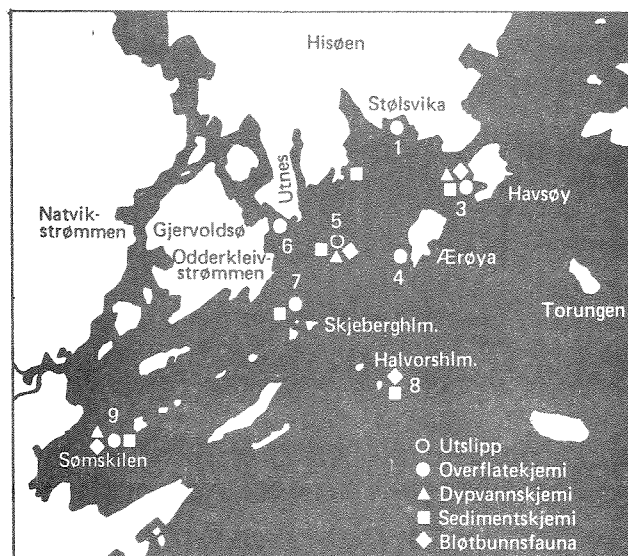 Hisøen
Stølsvika
1
Utnes
3
Havsøy
Natvik-
strømmen
Gjervoldsø
6
5
Odderkleiv-
strømmen
4
Ærøya
7
Torungen
Skjeberghlm.
Halvorshlm.
8
9
Sømskilen
Utslipp
Overflatekjemi
Dypvannskjemi
Sedimentskjemi
Bløtbunnsfauna